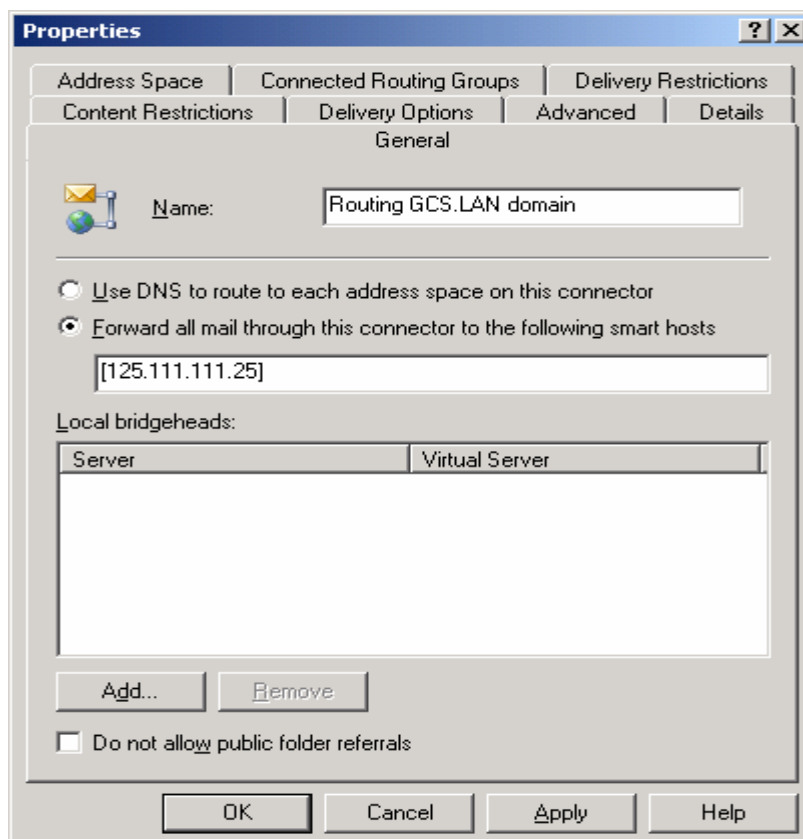 Properties
Address Space Connected Routing Groups Delivery Restrictions
Content Restrictions Delivery Options Advanced Details
General
Name: Routing GCS.LAN domain
Use DNS to route to each address space on this connector
Forward all mail through this connector to the following smart hosts
[125.111.111.25]
Local bridgeheads:
Server Virtual Server
Add... Remove
Do not allow public folder referrals
OK Cancel Apply Help